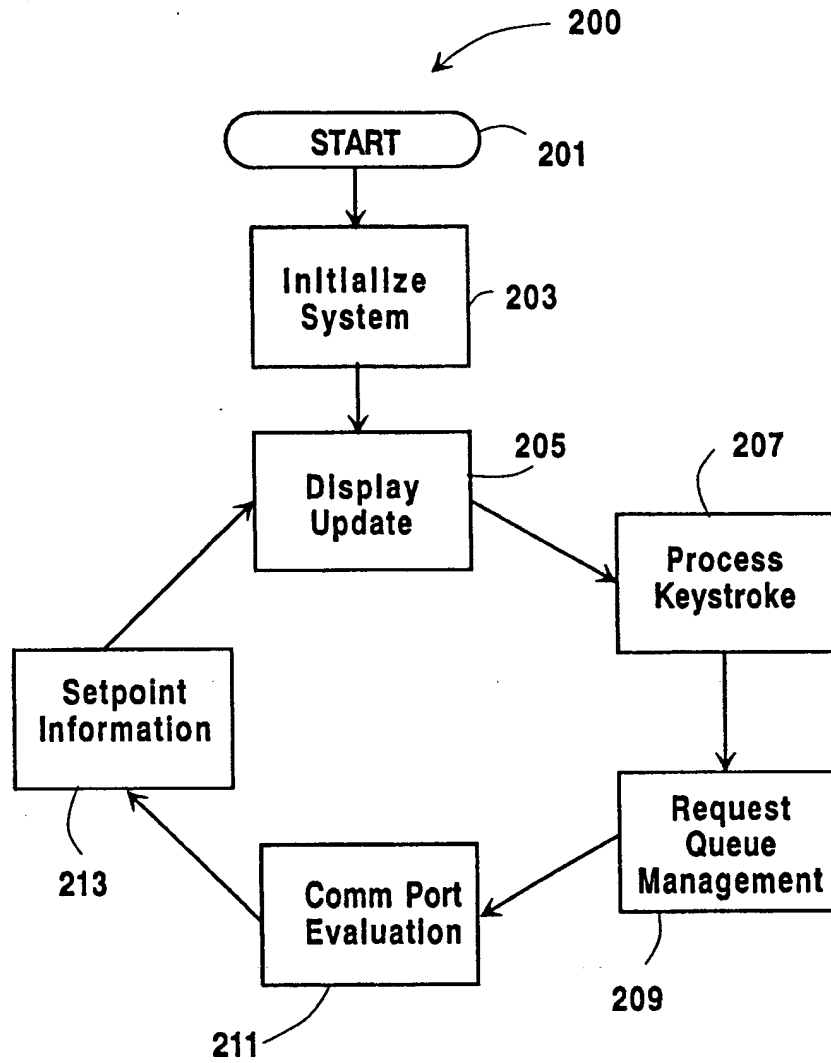 200
START
201
Initialize
System
203
205
Display
Update
207
Process
Keystroke
Setpoint
Information
213
Request
Queue
Management
209
Comm Port
Evaluation
211